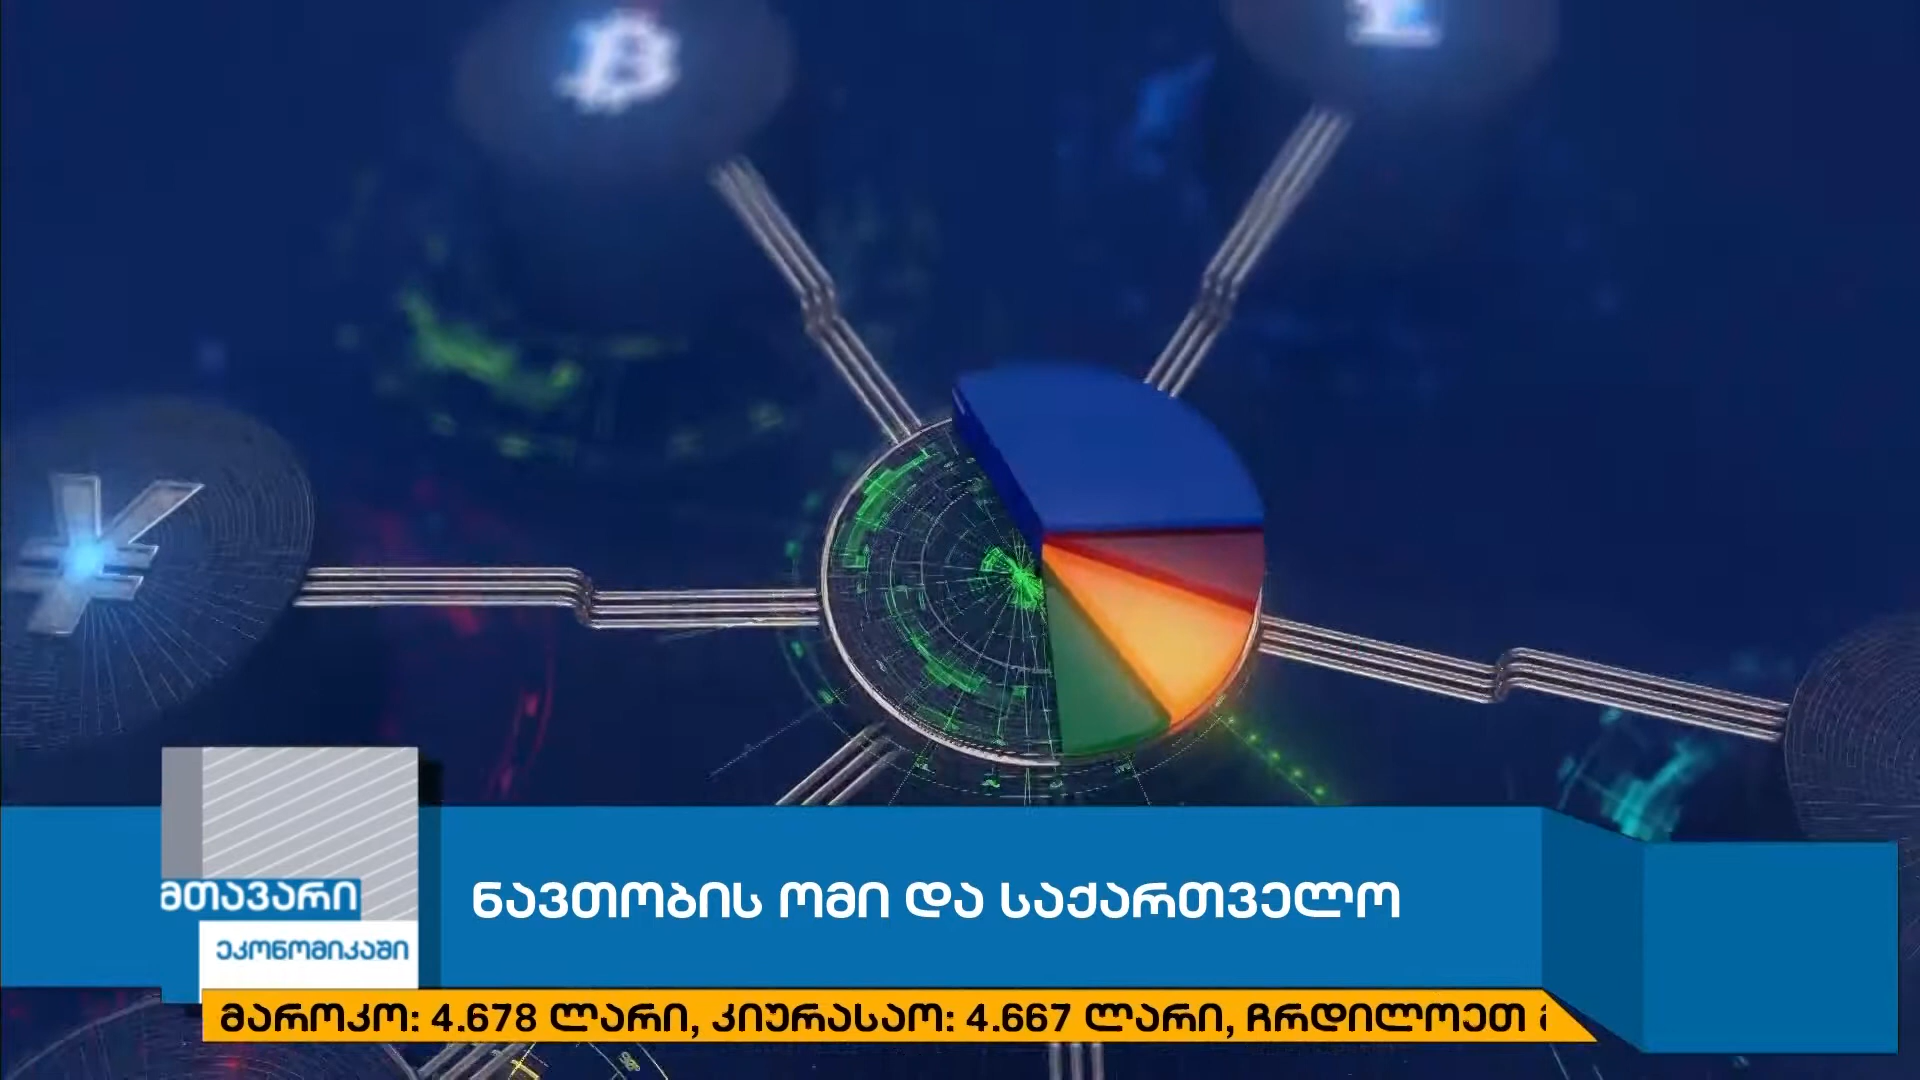 მთავარი
ეკონომიკაში
ნავთობის ომი და საქართველო
მაროკო: 4.678 ლარი, კიურასაო: 4.667 ლარი, ჩრდილოეთ